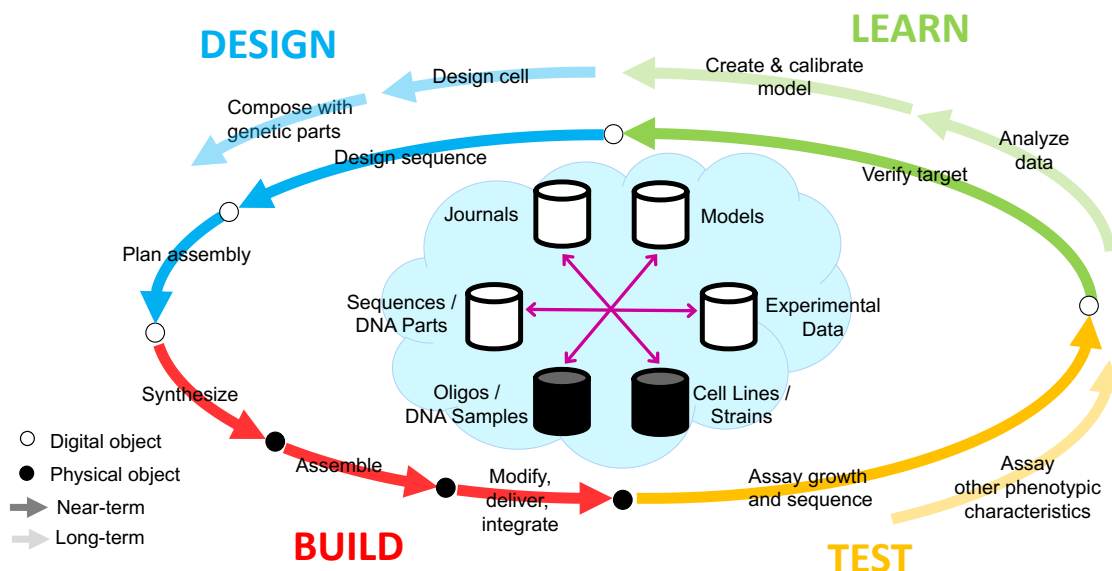 DESIGN
LEARN
Design cell
Create & calibrate
model
Compose with
genetic parts
Analyze
data
Design sequence
Verify target
Journals
Models
Plan assembly
Sequences /
DNA Parts
Experimental
Data
Synthesize
Oligos /
DNA Samples
Cell Lines /
Strains
Digital object
Physical object
Near-term
Long-term
Assemble
Modify,
deliver,
integrate
Assay growth
and sequence
Assay
other phenotypic
characteristics
BUILD
TEST